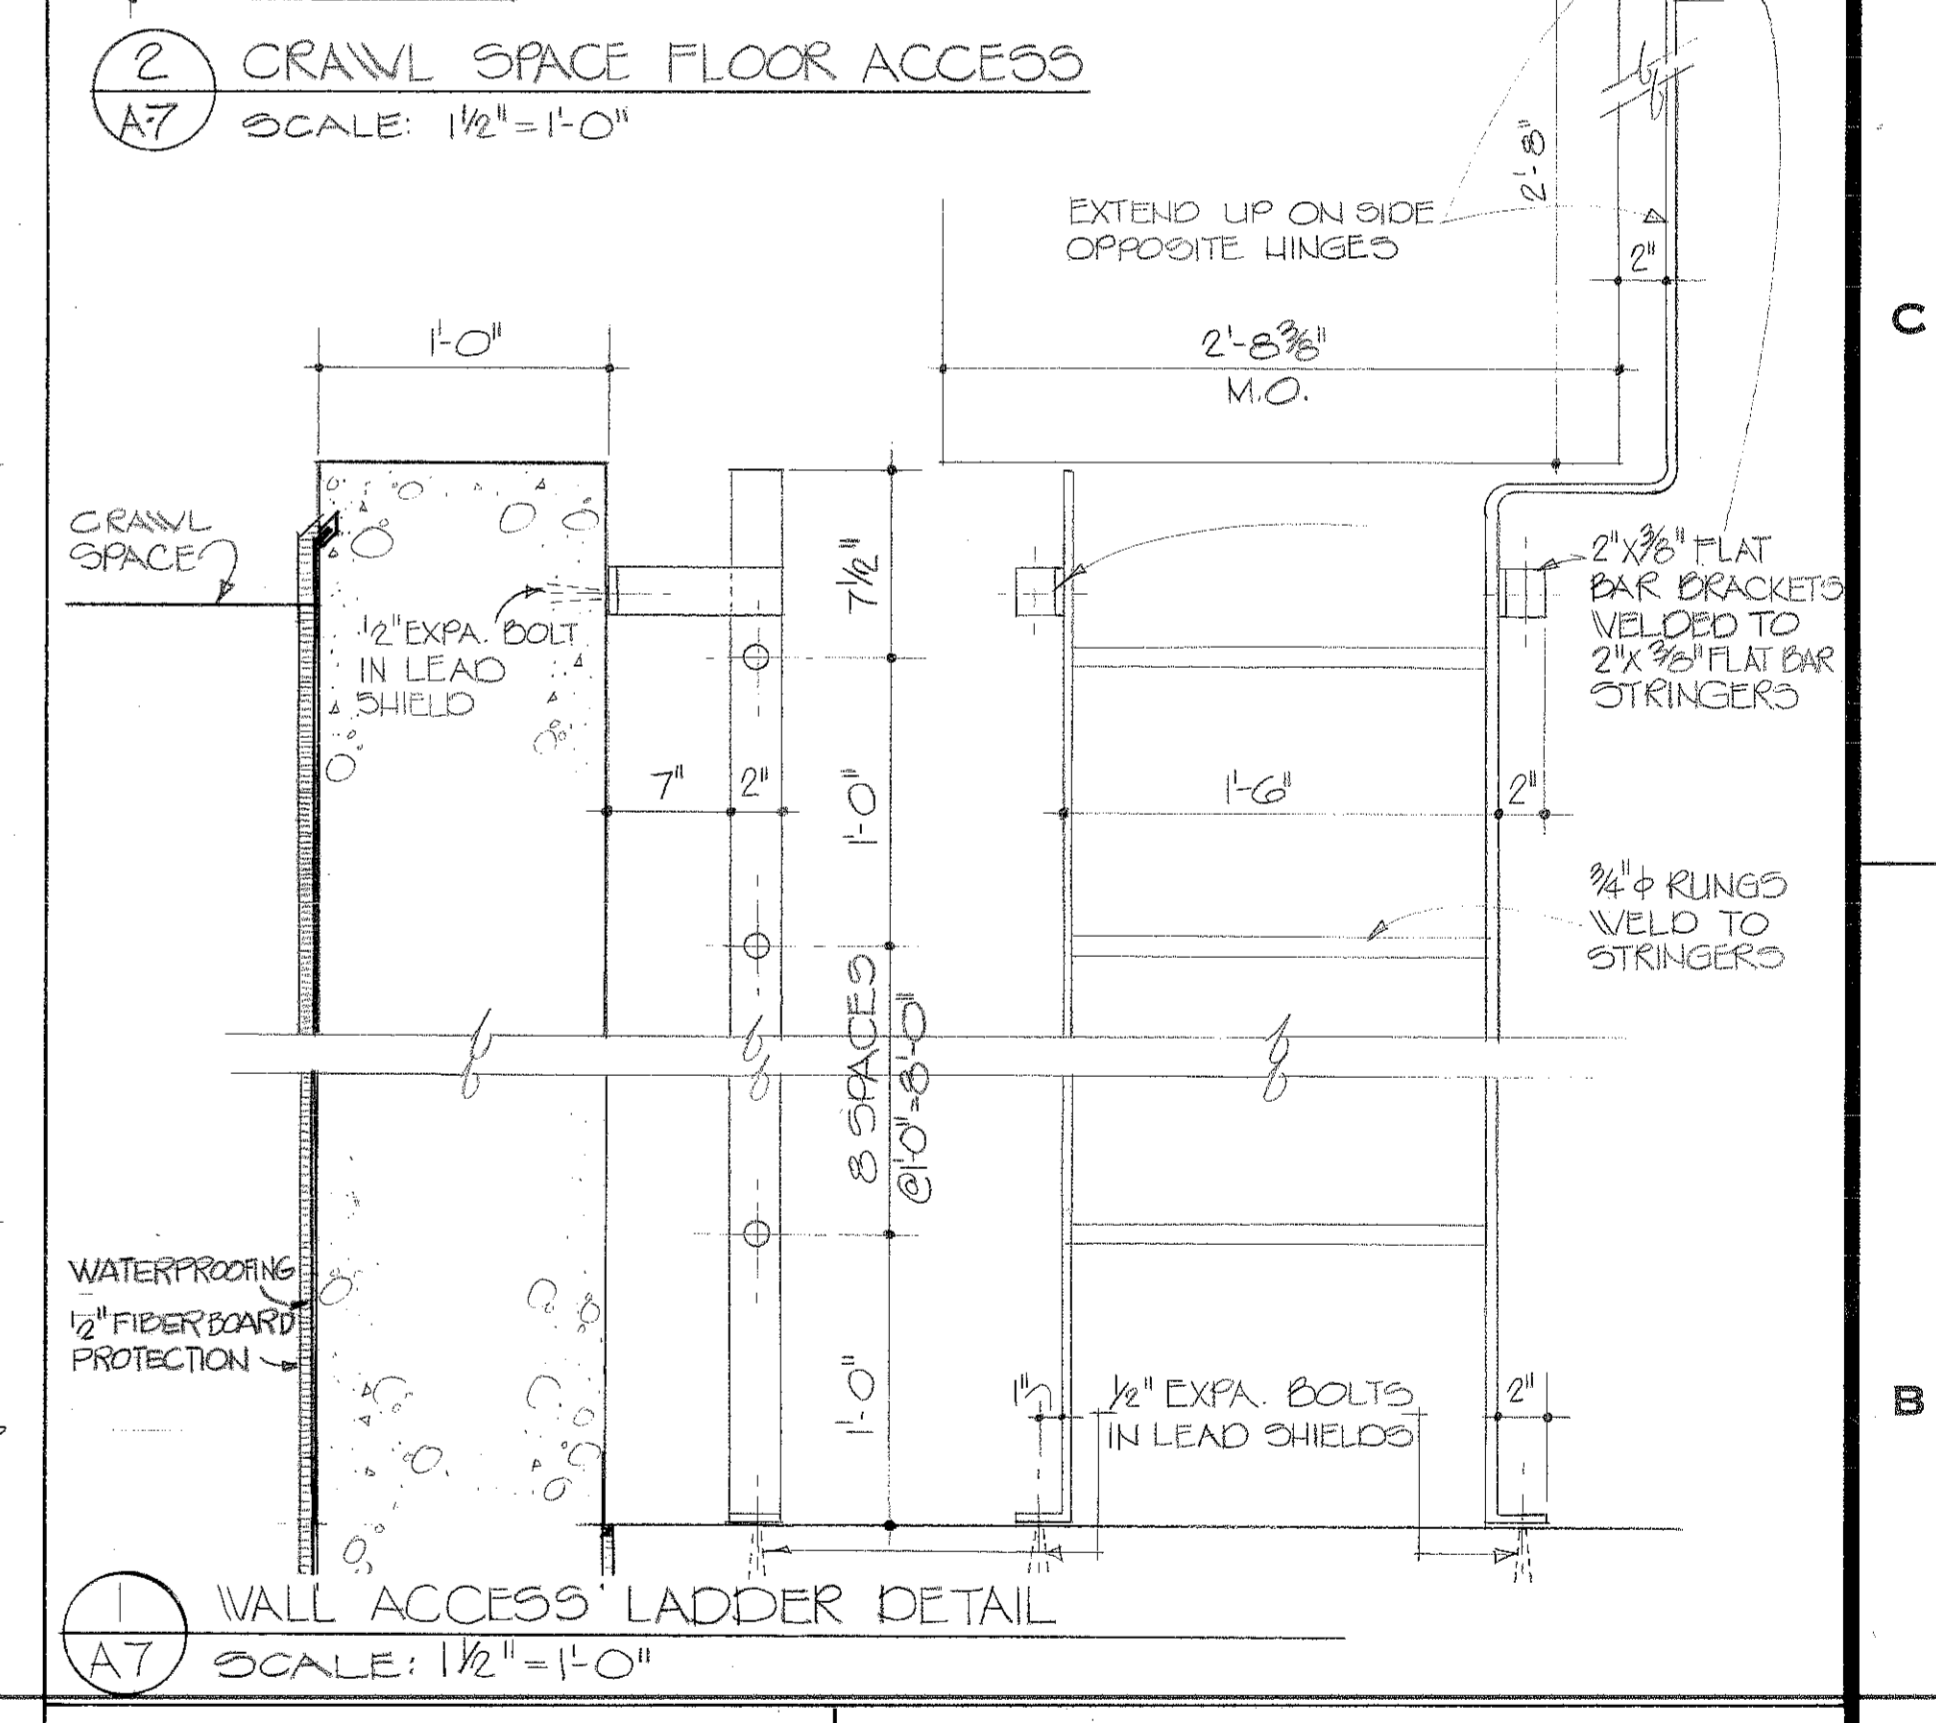 2
A-7
CRAWL SPACE FLOOR ACCESS
SCALE: 1½"=1'-0"
2'-8"
EXTEND UP ON SIDE
OPPOSITE HINGES
2"
C
1'-0"
2'-8⅜"
M.O.
CRAWL
SPACE
½" EXPA. BOLT
IN LEAD
SHIELD
7½"
2"X⅜" FLAT
BAR BRACKETS
WELDED TO
2"X⅜" FLAT BAR
STRINGERS
7"
2"
1'-0"
1'-6"
2"
¾"ϕ RUNGS
WELD TO
STRINGERS
8 SPACES
@1'-0"=8'-0"
WATERPROOFING
½" FIBERBOARD
PROTECTION
1'-0"
1"
½" EXPA. BOLTS
IN LEAD SHIELDS
2"
B
1
A7
WALL ACCESS LADDER DETAIL
SCALE: 1½"=1'-0"